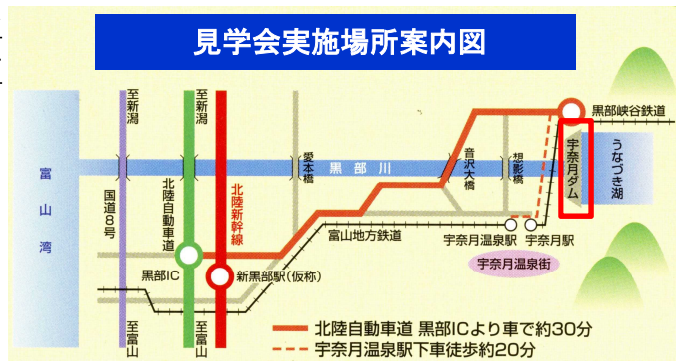 見学会実施場所案内図
至新潟
至新潟
黒部峡谷鉄道
富山湾
国道8号
北陸自動車道
北陸新幹線
愛本橋
黒部川
音沢大橋
想影橋
宇奈月ダム
うなづき湖
富山地方鉄道
宇奈月温泉駅
宇奈月駅
宇奈月温泉街
黒部IC
新黒部駅(仮称)
至富山
至富山
北陸自動車道 黒部ICより車で約30分
宇奈月温泉駅下車徒歩約20分